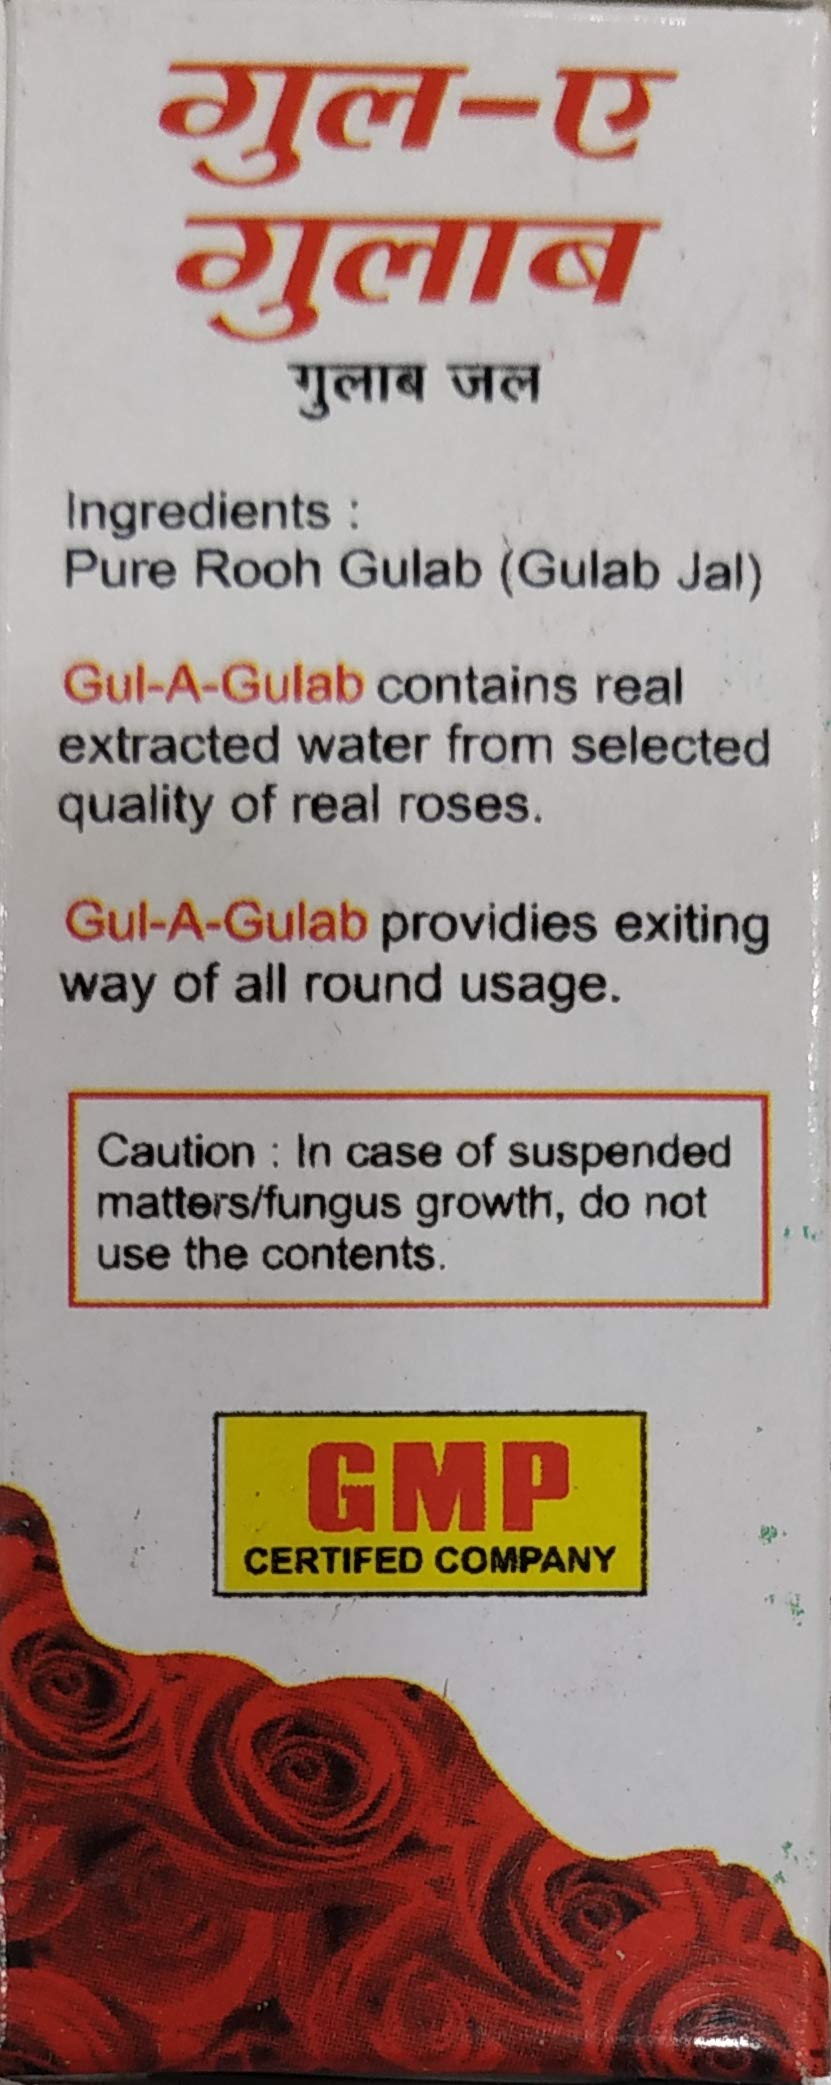 गुल-ए
गुलाब
गुलाब जल
Ingredients :
Pure Rooh Gulab (Gulab Jal)
Gul-A-Gulab contains real
extracted water from selected
quality of real roses.
Gul-A-Gulab providies exiting
way of all round usage.
Caution : In case of suspended
matters/fungus growth, do not
use the contents.
GMP
CERTIFED COMPANY